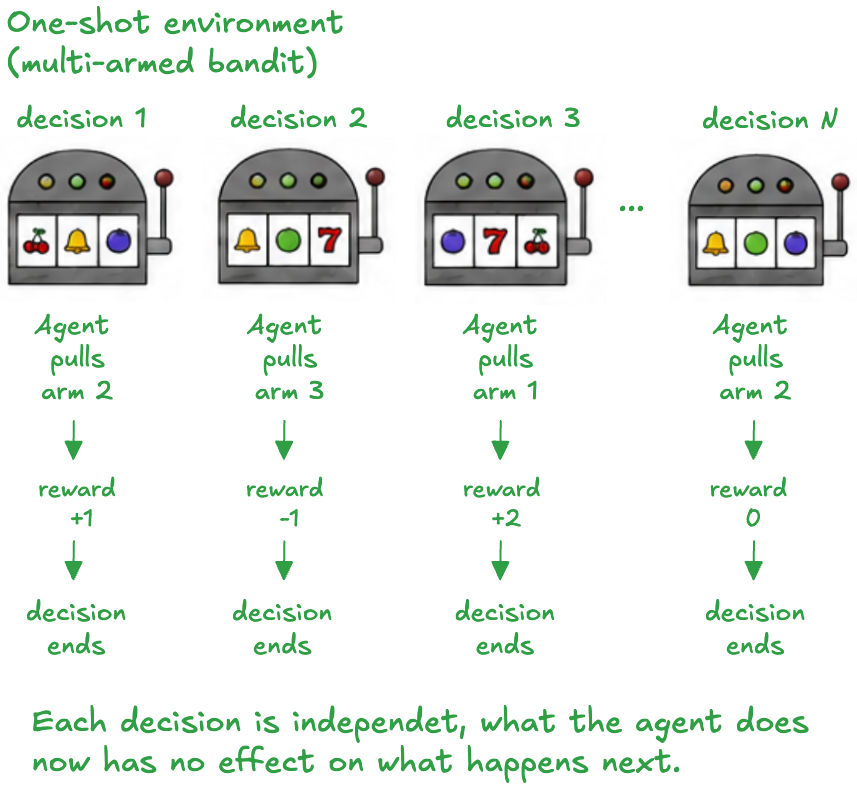 One-shot environment
(multi-armed bandit)
decision 1
decision 2
decision 3
decision N
7
7
...
Agent
pulls
arm 2
Agent
pulls
arm 3
Agent
pulls
arm 1
Agent
pulls
arm 2
reward
+1
reward
-1
reward
+2
reward
0
decision
ends
decision
ends
decision
ends
decision
ends
Each decision is independet, what the agent does
now has no effect on what happens next.